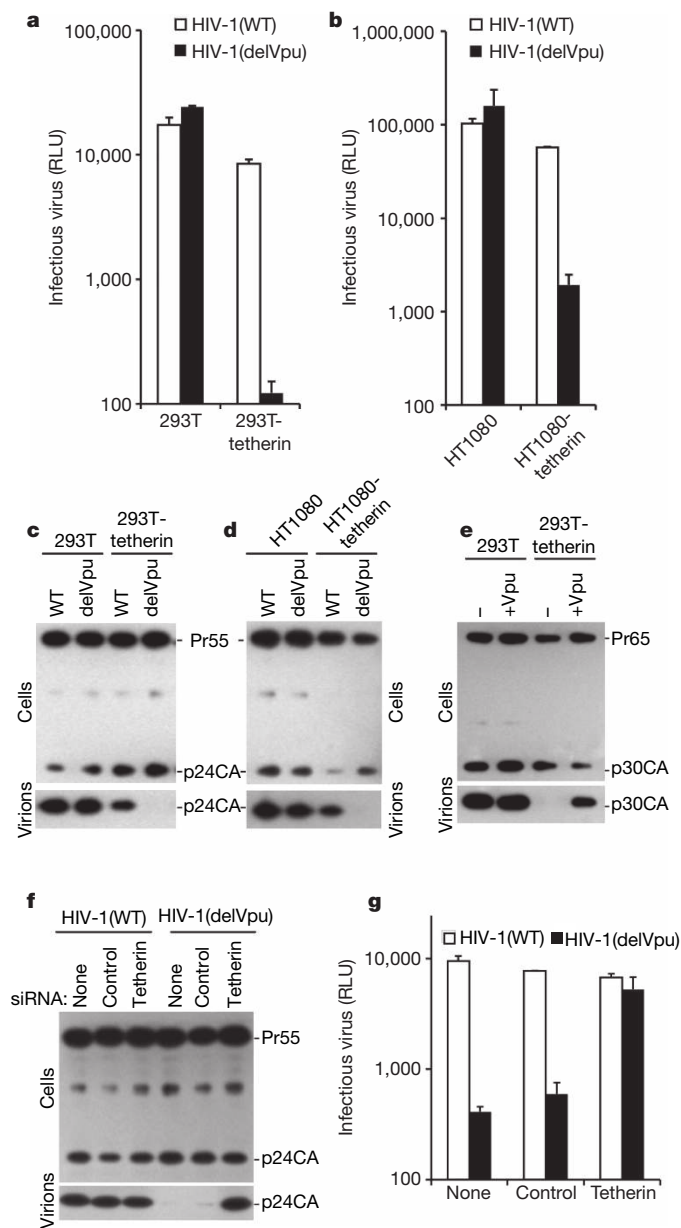 a
HIV-1(WT)
HIV-1(delVpu)
100,000
10,000
1,000
100
Infectious virus (RLU)
293T
293T-
tetherin
b
HIV-1(WT)
HIV-1(delVpu)
1,000,000
100,000
10,000
1,000
100
Infectious virus (RLU)
HT1080
HT1080-
tetherin
c
293T
293T-
tetherin
WT
delVpu
WT
delVpu
Cells
Virions
- Pr55 -
-p24CA-
-p24CA-
d
HT1080
HT1080-
tetherin
WT
delVpu
WT
delVpu
Cells
Virions
e
293T
293T-
tetherin
–
+Vpu
–
+Vpu
Cells
Virions
-Pr65
-p30CA
-p30CA
f
HIV-1(WT)
HIV-1(delVpu)
siRNA:
None
Control
Tetherin
None
Control
Tetherin
Cells
Virions
-Pr55
-p24CA
-p24CA
g
HIV-1(WT)
HIV-1(delVpu)
10,000
1,000
100
Infectious virus (RLU)
None
Control
Tetherin